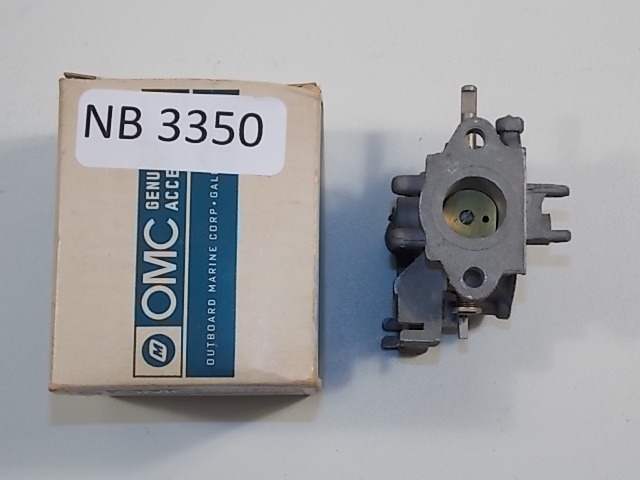 NB 3350
OMC
GENU
ACCE
OUTBOARD MARINE CORP • GAL